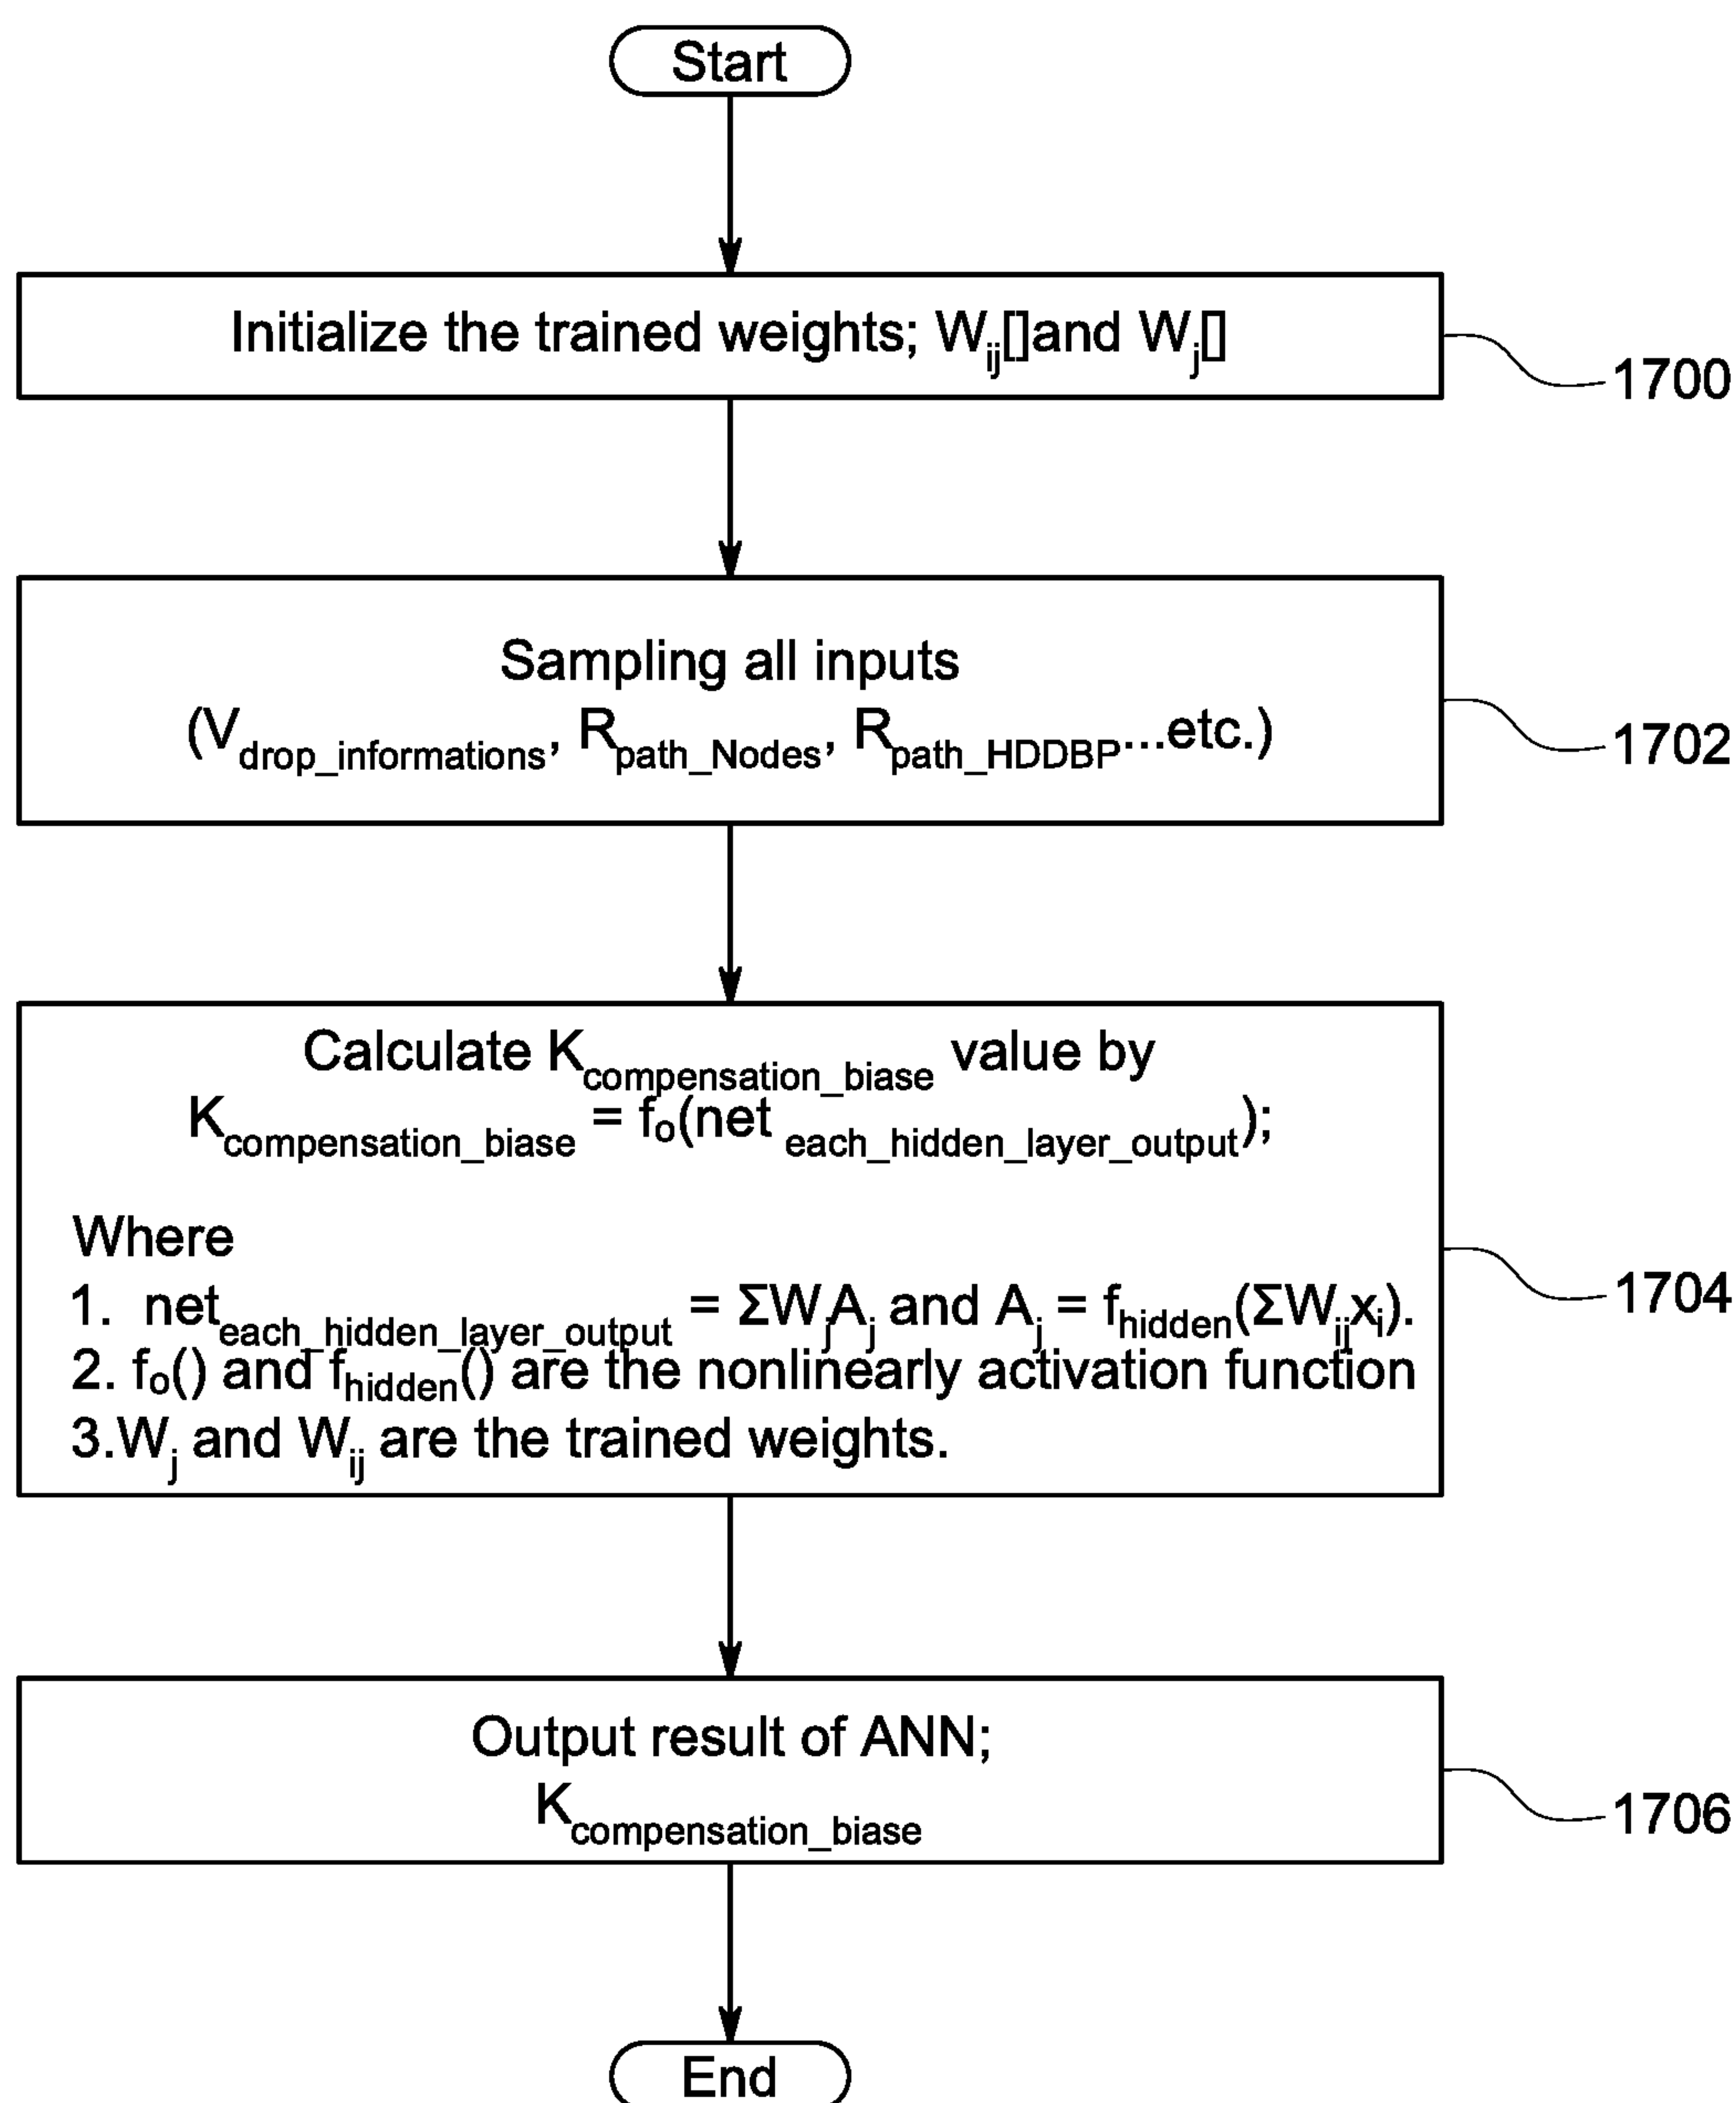 Start
Initialize the trained weights; Wij[]and Wj[]
1700
Sampling all inputs
(Vdrop_informations, Rpath_Nodes, Rpath_HDDBP...etc.)
1702
Calculate Kcompensation_biase value by
Kcompensation_biase = fo(net each_hidden_layer_output);
Where
1. neteach_hidden_layer_output = ΣWjAj and Aj = fhidden(ΣWijxi).
2. fo() and fhidden() are the nonlinearly activation function
3.Wj and Wij are the trained weights.
1704
Output result of ANN;
Kcompensation_biase
1706
End